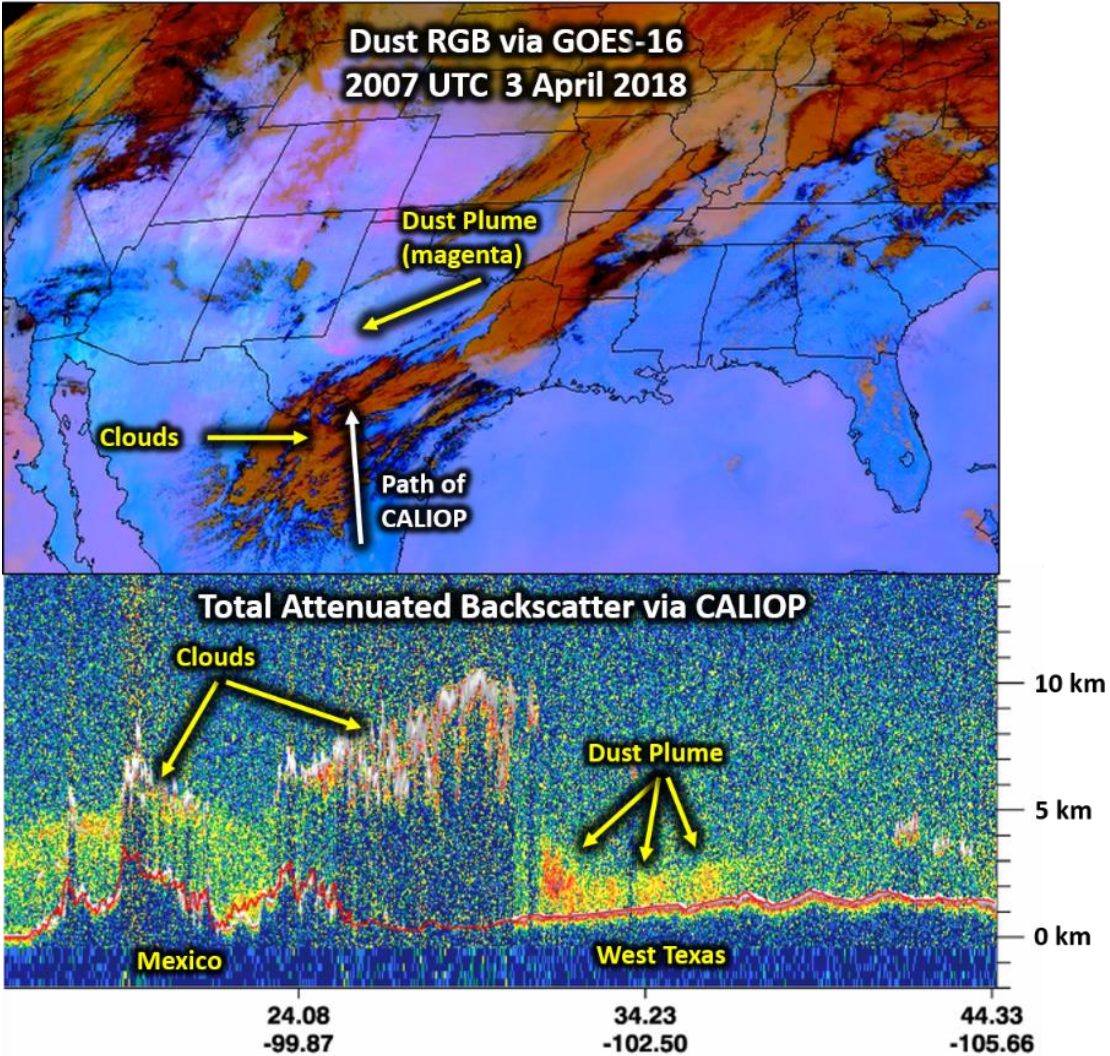 Dust RGB via GOES-16
2007 UTC 3 April 2018
Dust Plume
(magenta)
Clouds
Path of
CALIOP
Total Attenuated Backscatter via CALIOP
Clouds
10 km
Dust Plume
5 km
0 km
Mexico
West Texas
24.08
-99.87
34.23
-102.50
44.33
-105.66